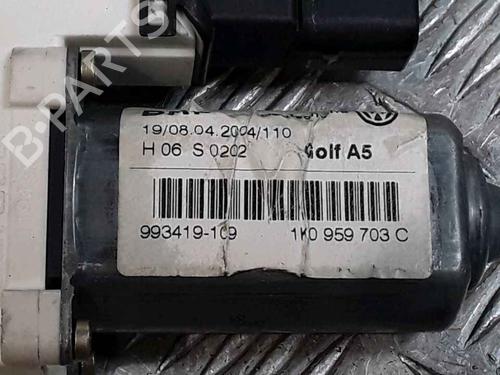 B-PARTS
19/08.04.2004/110
H 06 S 0202 Golf A5
993419-109 1K0 959 703 C